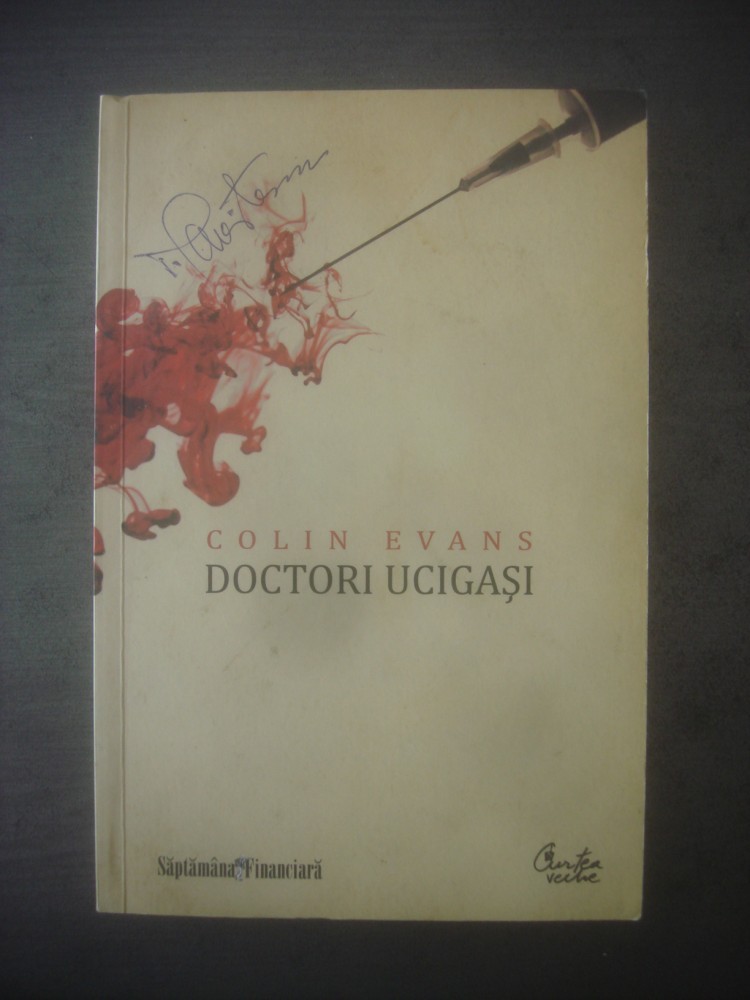 COLIN EVANS
DOCTORI UCIGAȘI
Săptămâna Financiară
Curtea veche